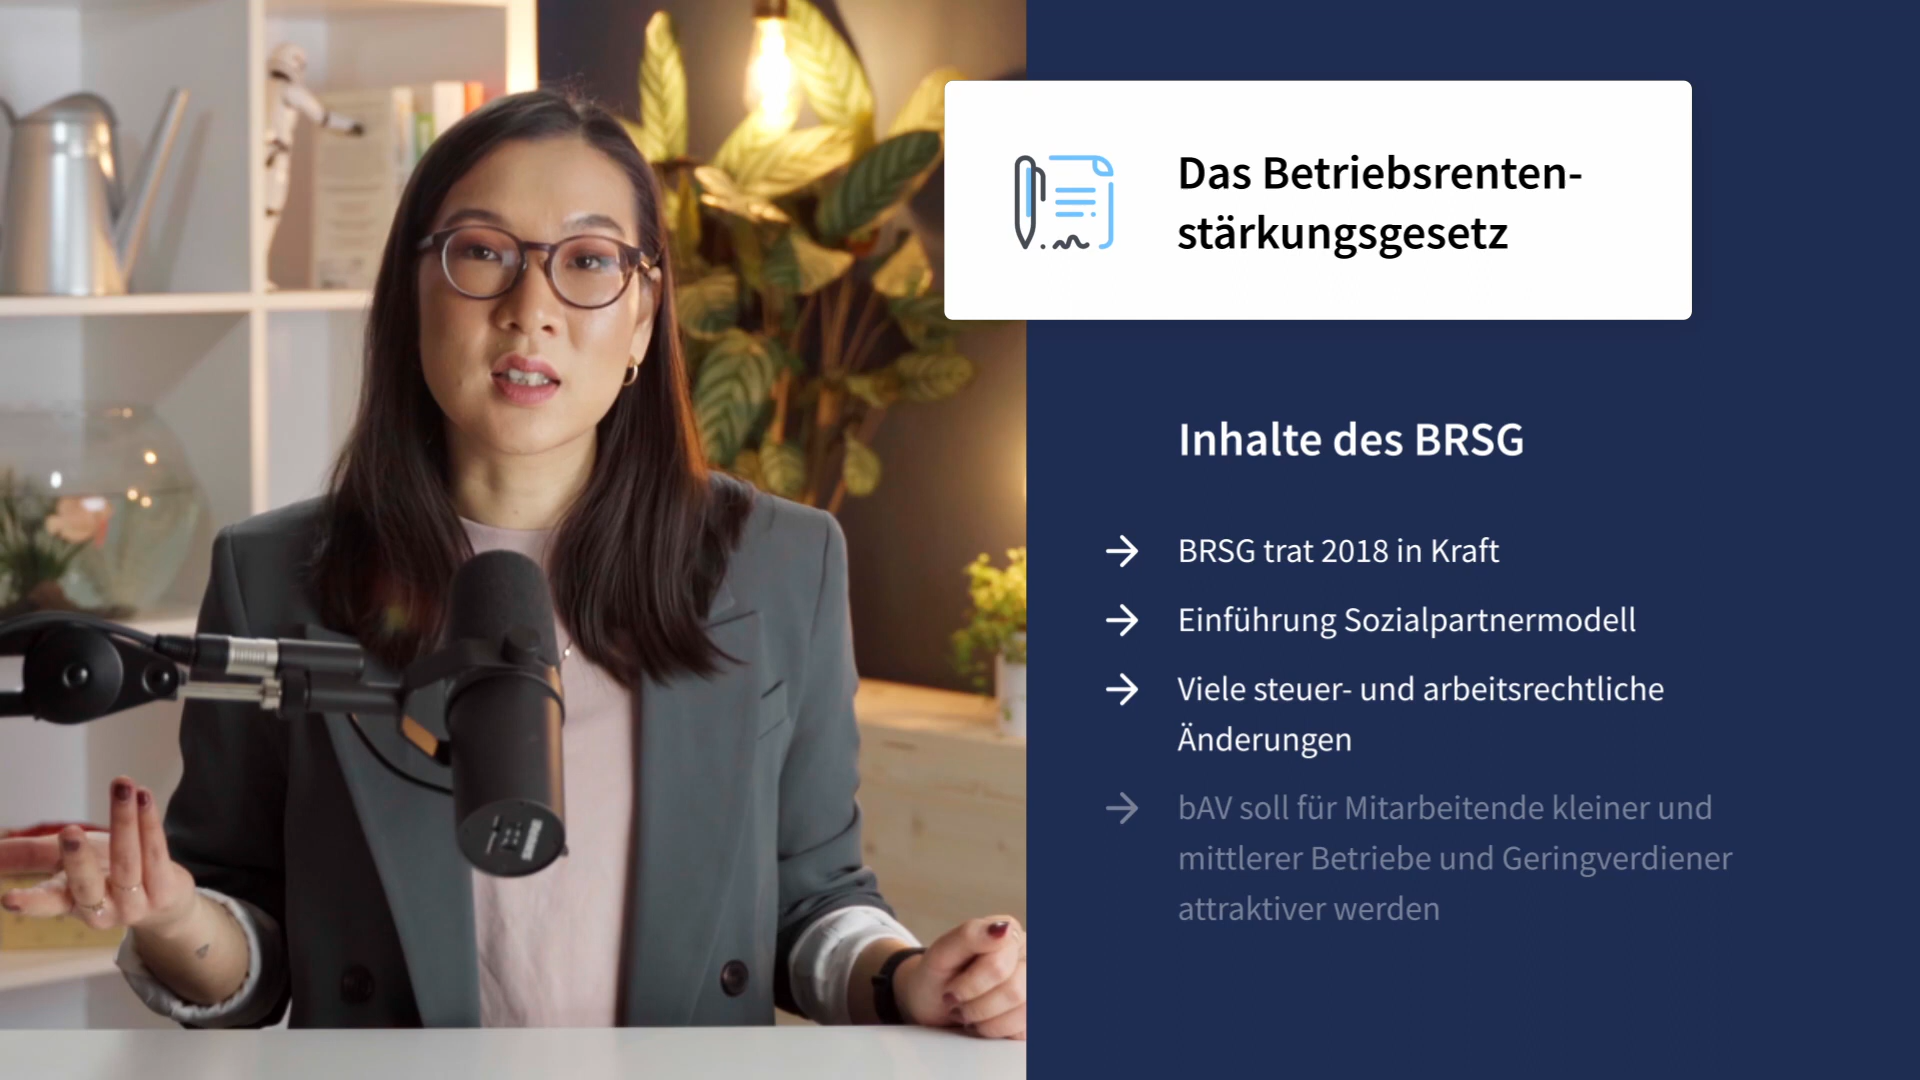 Das Betriebsrenten-
stärkungsgesetz
Inhalte des BRSG
BRSG trat 2018 in Kraft
Einführung Sozialpartnermodell
Viele steuer- und arbeitsrechtliche
Änderungen
bAV soll für Mitarbeitende kleiner und
mittlerer Betriebe und Geringverdiener
attraktiver werden